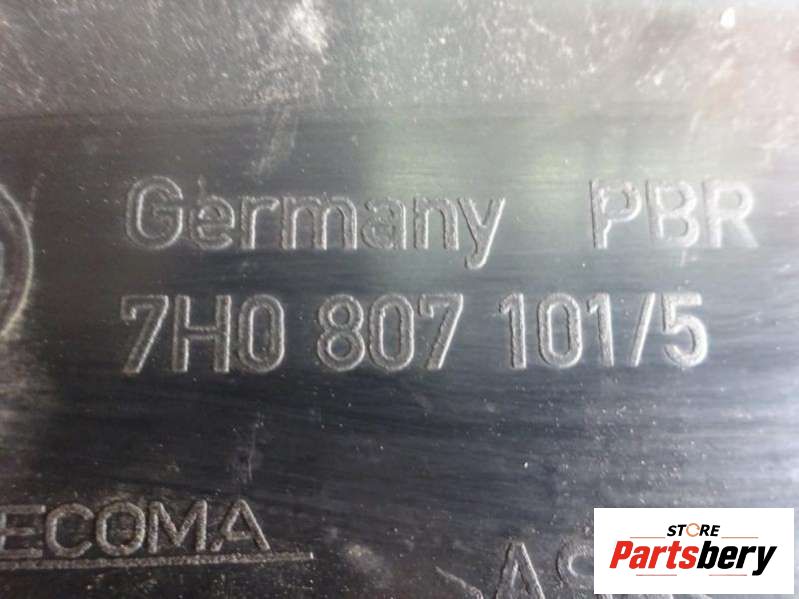 Germany PBR
7H0 807 101/5
ECOMA
STORE
Partsbery